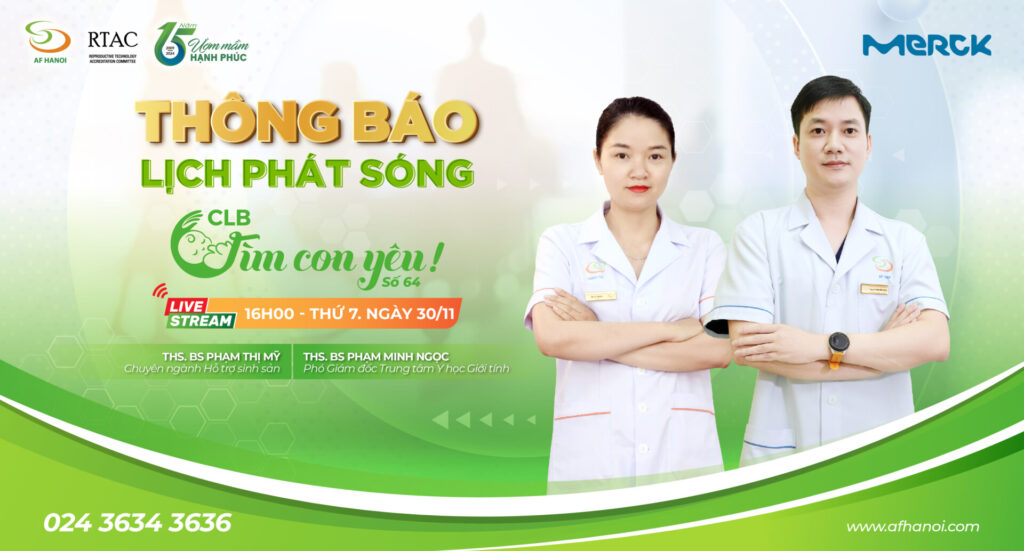 AF HANOI
RTAC
REPRODUCTIVE TECHNOLOGY
ACCREDITATION COMMITTEE
15 Năm
Ươm mầm
HẠNH PHÚC
MERCK
THÔNG BÁO
LỊCH PHÁT SÓNG
CLB
Tìm con yêu!
Số 64
LIVE
STREAM
16H00 - THỨ 7. NGÀY 30/11
THS. BS PHẠM THỊ MỸ
Chuyên ngành Hỗ trợ sinh sản
THS. BS PHẠM MINH NGỌC
Phó Giám đốc Trung tâm Y học Giới tính
024 3634 3636
www.afhanoi.com